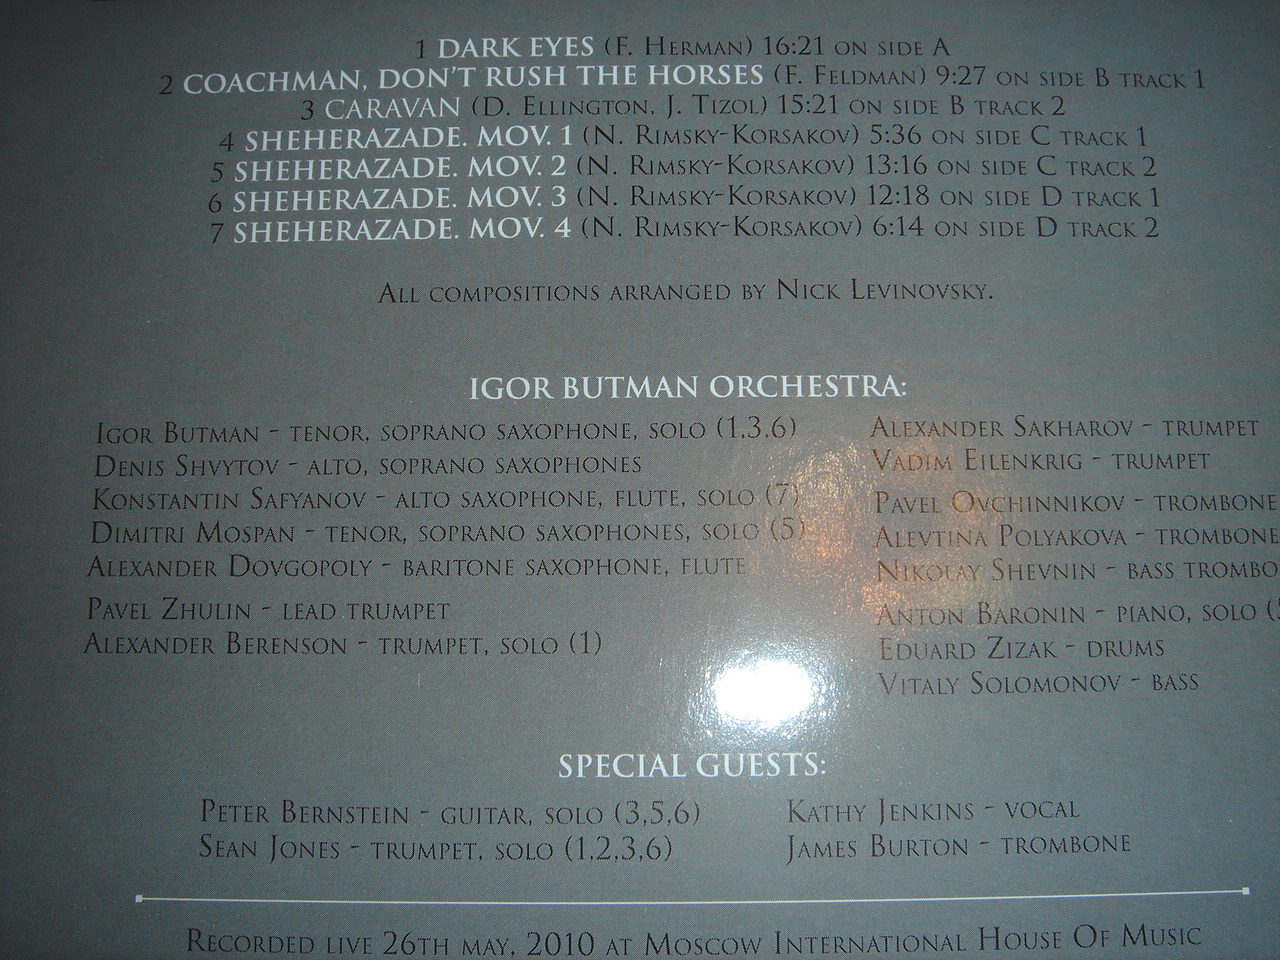 1 DARK EYES (F. HERMAN) 16:21 ON SIDE A
2 COACHMAN, DON'T RUSH THE HORSES (F. FELDMAN) 9:27 ON SIDE B TRACK 1
3 CARAVAN (D. ELLINGTON, J. TIZOL) 15:21 ON SIDE B TRACK 2
4 SHEHERAZADE. MOV. 1 (N. RIMSKY-KORSAKOV) 5:36 ON SIDE C TRACK 1
5 SHEHERAZADE. MOV. 2 (N. RIMSKY-KORSAKOV) 13:16 ON SIDE C TRACK 2
6 SHEHERAZADE. MOV. 3 (N. RIMSKY-KORSAKOV) 12:18 ON SIDE D TRACK 1
7 SHEHERAZADE. MOV. 4 (N. RIMSKY-KORSAKOV) 6:14 ON SIDE D TRACK 2
ALL COMPOSITIONS ARRANGED BY NICK LEVINOVSKY.
IGOR BUTMAN ORCHESTRA:
IGOR BUTMAN - TENOR, SOPRANO SAXOPHONE, SOLO (1,3,6)
DENIS SHVYTOV - ALTO, SOPRANO SAXOPHONES
KONSTANTIN SAFYANOV - ALTO SAXOPHONE, FLUTE, SOLO (7)
DIMITRI MOSPAN - TENOR, SOPRANO SAXOPHONES, SOLO (5)
ALEXANDER DOVGOPOLY - BARITONE SAXOPHONE, FLUTE
PAVEL ZHULIN - LEAD TRUMPET
ALEXANDER BERENSON - TRUMPET, SOLO (1)
ALEXANDER SAKHAROV - TRUMPET
VADIM EILENKRIG - TRUMPET
PAVEL OVCHINNIKOV - TROMBONE
ALEVTINA POLYAKOVA - TROMBONE
NIKOLAY SHEVNIN - BASS TROMBO
ANTON BARONIN - PIANO, SOLO (
EDUARD ZIZAK - DRUMS
VITALY SOLOMONOV - BASS
SPECIAL GUESTS:
PETER BERNSTEIN - GUITAR, SOLO (3,5,6)
SEAN JONES - TRUMPET, SOLO (1,2,3,6)
KATHY JENKINS - VOCAL
JAMES BURTON - TROMBONE
RECORDED LIVE 26TH MAY, 2010 AT MOSCOW INTERNATIONAL HOUSE OF MUSIC